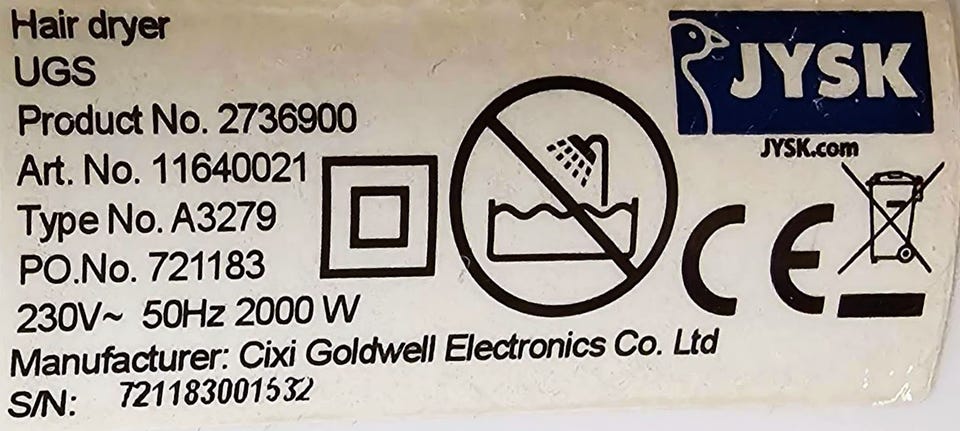 Hair dryer
UGS
Product No. 2736900
Art. No. 11640021
Type No. A3279
PO.No. 721183
230V~ 50Hz 2000 W
Manufacturer: Cixi Goldwell Electronics Co. Ltd
S/N: 721183001532
JYSK
JYSK.com
CE